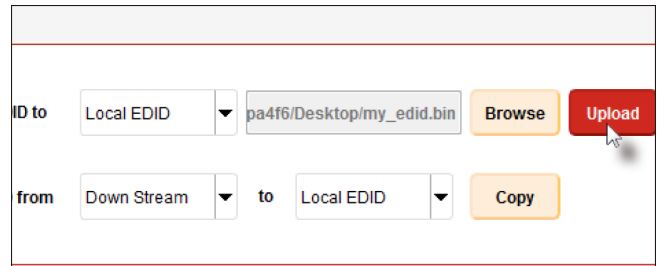 ID to Local EDID pa4f6/Desktop/my_edid.bin Browse Upload
from Down Stream to Local EDID Copy